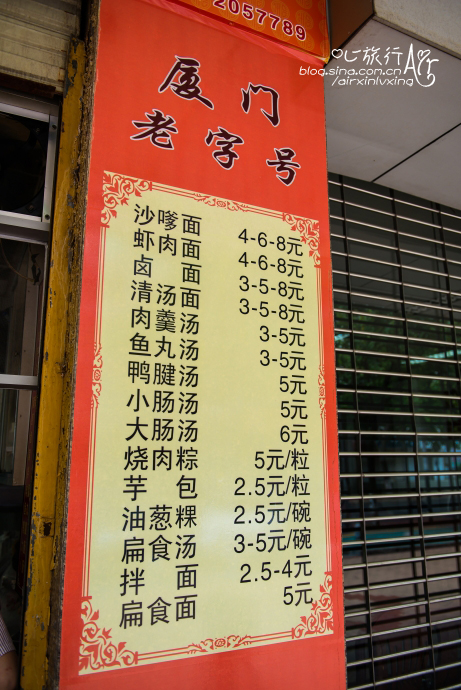 2057789
心旅行Art
blog.sina.com.cn
/airxinlvxing
厦门
老字号
沙嗲面 4-6-8元
虾肉面 4-6-8元
卤面 3-5-8元
清汤面 3-5-8元
肉羹汤 3-5元
鱼丸汤 3-5元
鸭腱汤 5元
小肠汤 5元
大肠汤 6元
烧肉粽 5元/粒
芋包 2.5元/粒
油葱粿 2.5元/碗
扁食汤 3-5元/碗
拌面 2.5-4元
扁食面 5元